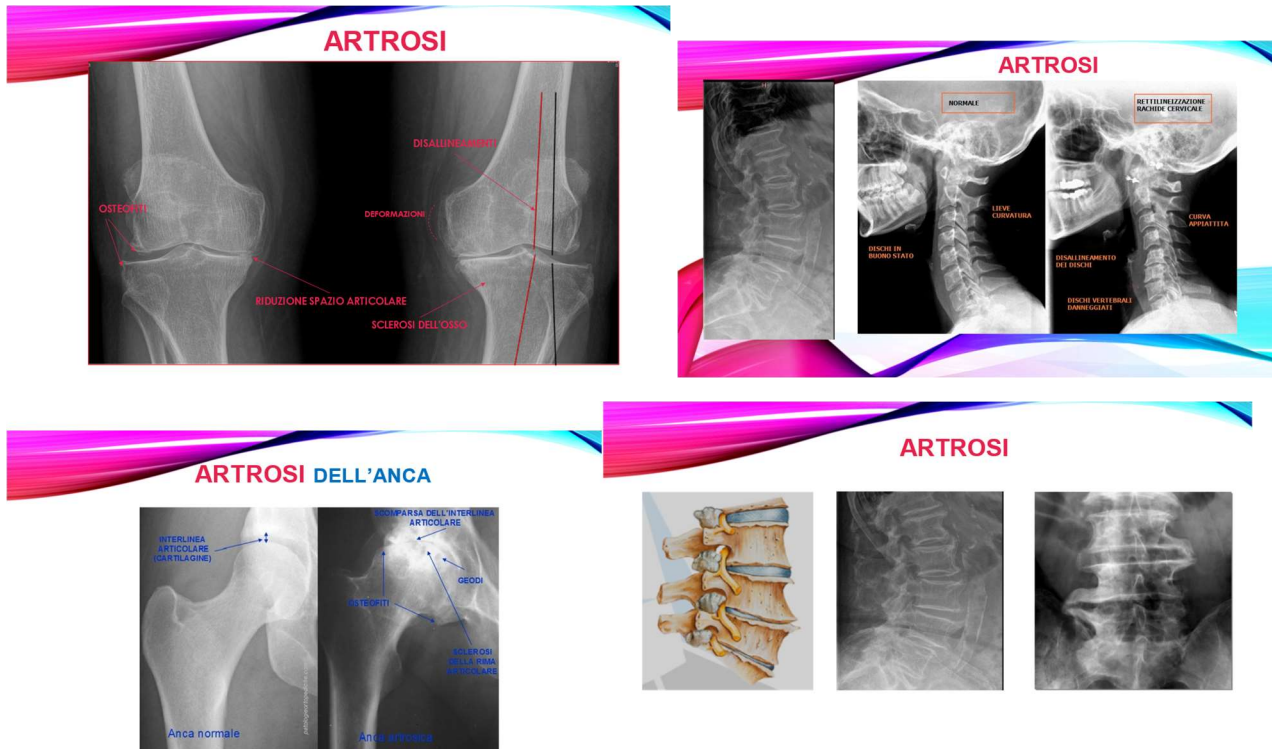 ARTROSI
DISALLINEAMENTI
OSTEOFITI
DEFORMAZIONI
RIDUZIONE SPAZIO ARTICOLARE
SCLEROSI DELL'OSSO
ARTROSI
NORMALE
LIEVE
CURVATURA
DISCHI IN
BUONO STATO
RETTILINEIZZAZIONE
RACHIDE CERVICALE
CURVA
APPIATTITA
DISALLINEAMENTO
DEI DISCHI
DISCHI VERTEBRALI
DANNEGGIATI
ARTROSI DELL'ANCA
INTERLINEA
ARTICOLARE
(CARTILAGINE)
Anca normale
SCOMPARSA DELL'INTERLINEA
ARTICOLARE
GEODI
OSTEOFITI
SCLEROSI
DELLA RIMA
ARTICOLARE
Anca artrosica
ARTROSI